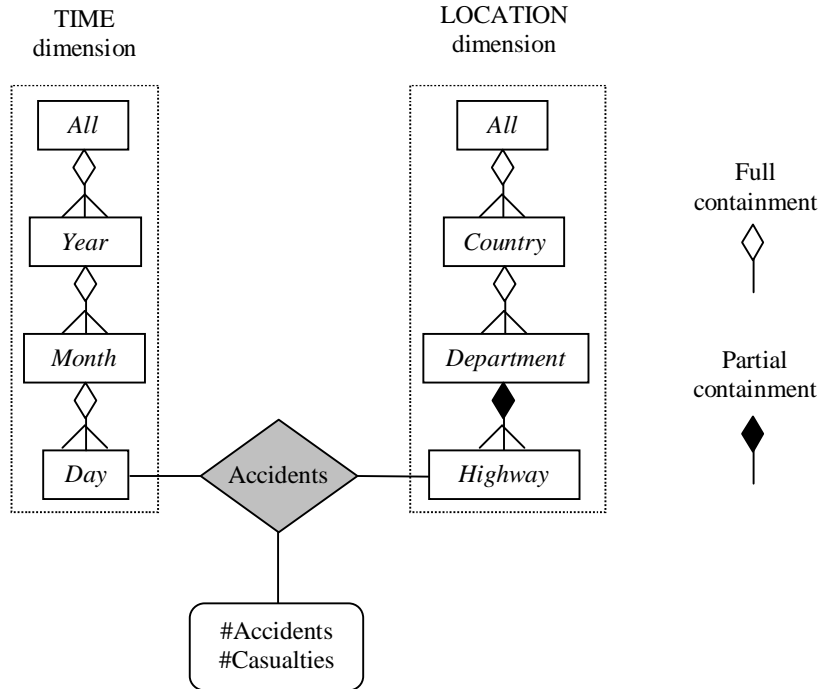 TIME
dimension
LOCATION
dimension
All
Year
Month
Day
All
Country
Department
Highway
Accidents
#Accidents
#Casualties
Full
containment
Partial
containment